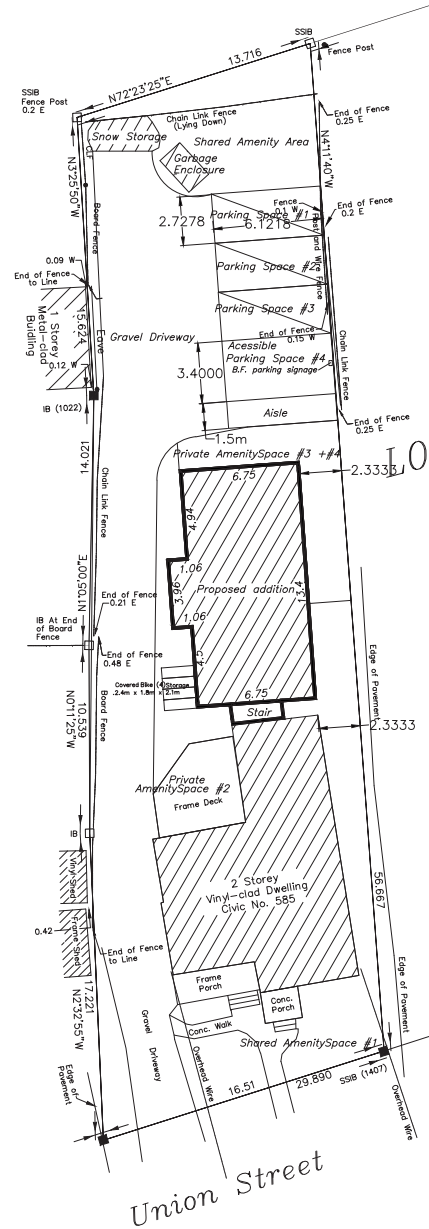 SSIB
13.716
Fence Post
N72°23'25"E
SSIB
Fence Post
0.2 E
Chain Link Fence
(Lying Down)
End of Fence
0.25 E
Snow Storage
Shared Amenity Area
N4°11'40"W
CLF
Garbage
Enclosure
N3°25'50"W
Fence
0.1 W
End of Fence
0.2 E
Parking Space #1
2.7278
6.1218
Board Fence
Post and Wire Fence
0.09 W
Parking Space #2
End of Fence
to Line
Parking Space #3
1 Storey
Metal-clad
Building
15.624
Eave
Gravel Driveway
End of Fence
0.15 W
Acessible
Parking Space #4
B.F. parking signage
Chain Link Fence
0.12 W
3.4000
IB (1022)
Aisle
End of Fence
0.25 E
1.5m
14.021
Private AmenitySpace #3 +#4
LO
2.3333
6.75
4.94
Chain Link Fence
1.06
3.96
Proposed addition
13.4
N1°05'00"E
End of Fence
0.21 E
1.06
IB At End
of Board
Fence
End of Fence
0.48 E
4.5
Edge of Pavement
Covered Bike (4)Storage
.2.4m x 1.8m x 2.1m
6.75
Stair
10.539
N0°11'25"W
Board Fence
2.3333
Private
AmenitySpace #2
Frame Deck
IB
56.667
Vinyl Shed
2 Storey
Vinyl-clad Dwelling
Civic No. 585
0.42
Frame Shed
End of Fence
to Line
17.221
N2°32'55"W
Frame
Porch
Edge of Pavement
Conc.
Porch
Gravel
Driveway
Conc. Walk
Shared AmenitySpace #1
Overhead Wire
Edge of
Pavement
16.51
29.890
SSIB (1407)
Overhead
Wire
Union Street